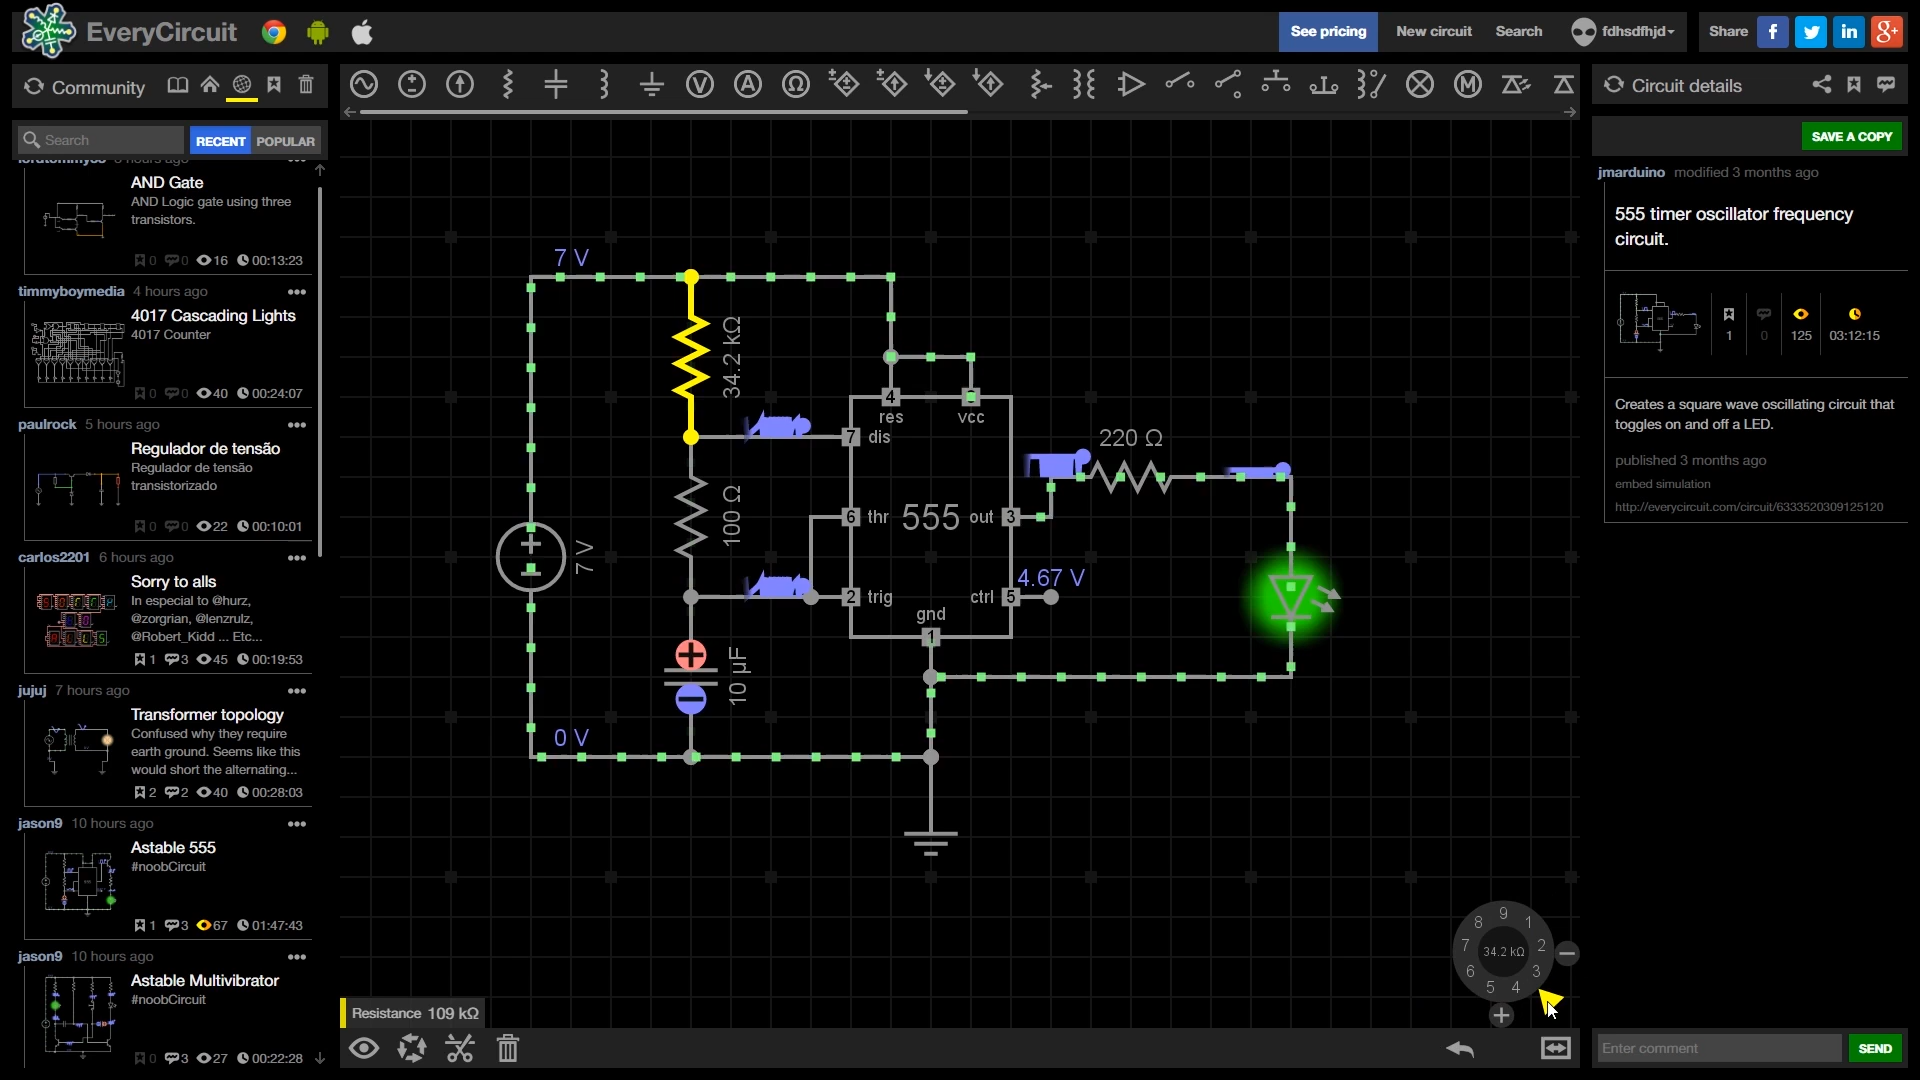 EveryCircuit
See pricing
New circuit
Search
fdhsdfhjd
Share
Community
Search
RECENT
POPULAR
lordtommy88 3 hours ago
AND Gate
AND Logic gate using three
transistors.
0 0 16 00:13:23
timmyboymedia 4 hours ago
4017 Cascading Lights
4017 Counter
0 0 40 00:24:07
paulrock 5 hours ago
Regulador de tensão
Regulador de tensão
transistorizado
0 0 22 00:10:01
carlos2201 6 hours ago
Sorry to alls
In especial to @hurz,
@zorgrian, @lenzrulz,
@Robert_Kidd ... Etc...
1 3 45 00:19:53
jujuj 7 hours ago
Transformer topology
Confused why they require
earth ground. Seems like this
would short the alternating...
2 2 40 00:28:03
jason9 10 hours ago
Astable 555
#noobCircuit
1 3 67 01:47:43
jason9 10 hours ago
Astable Multivibrator
#noobCircuit
0 3 27 00:22:28
7 V
34.2 kΩ
4
res
vcc
7 dis
220 Ω
100 Ω
6 thr
555
out 3
7 V
4.67 V
2 trig
ctrl 5
gnd
1
10 µF
0 V
9
8 1
7 34.2 kΩ 2
6 3
5 4
Resistance 109 kΩ
Circuit details
SAVE A COPY
jmarduino modified 3 months ago
555 timer oscillator frequency
circuit.
1 0 125 03:12:15
Creates a square wave oscillating circuit that
toggles on and off a LED.
published 3 months ago
embed simulation
http://everycircuit.com/circuit/6333520309125120
Enter comment
SEND